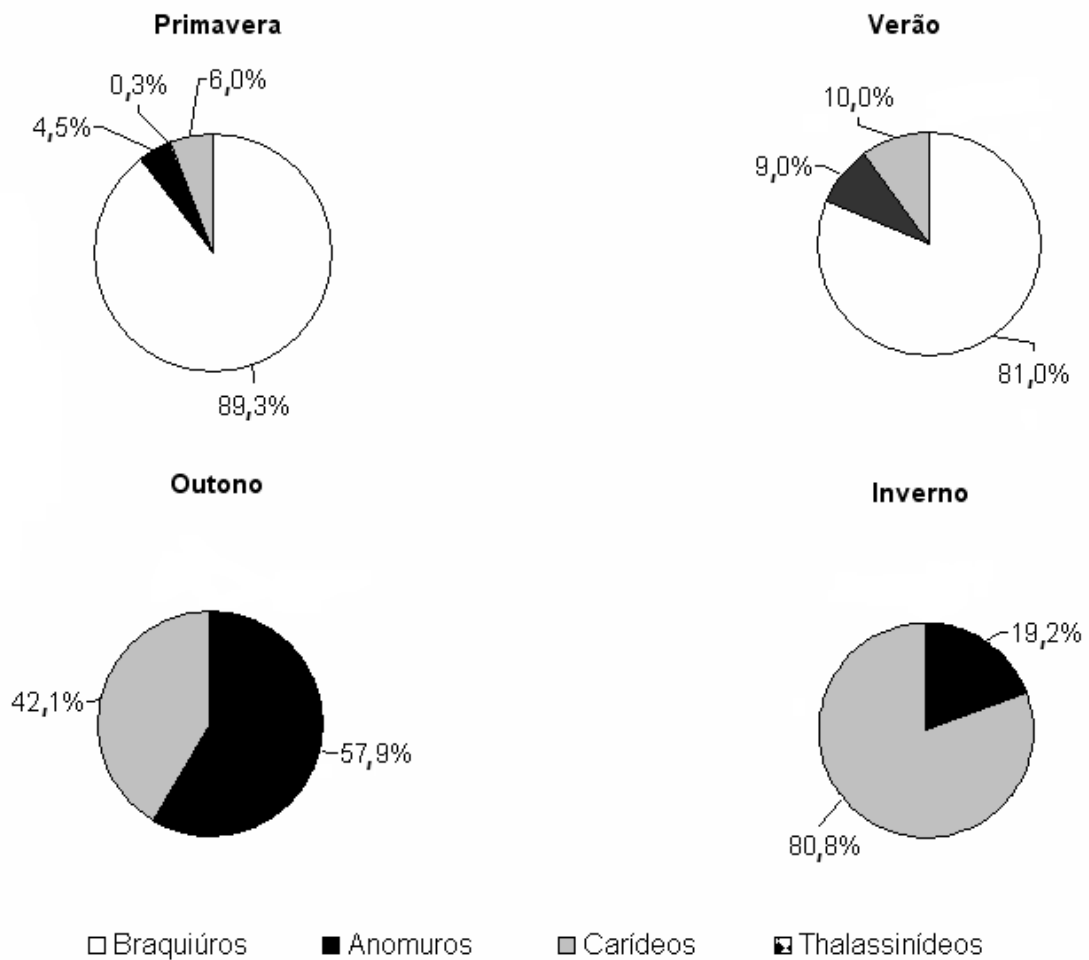 Primavera
0,3%
6,0%
4,5%
89,3%
Verão
10,0%
9,0%
81,0%
Outono
42,1%
57,9%
Inverno
19,2%
80,8%
Braquiúros Anomuros Carídeos Thalassinídeos